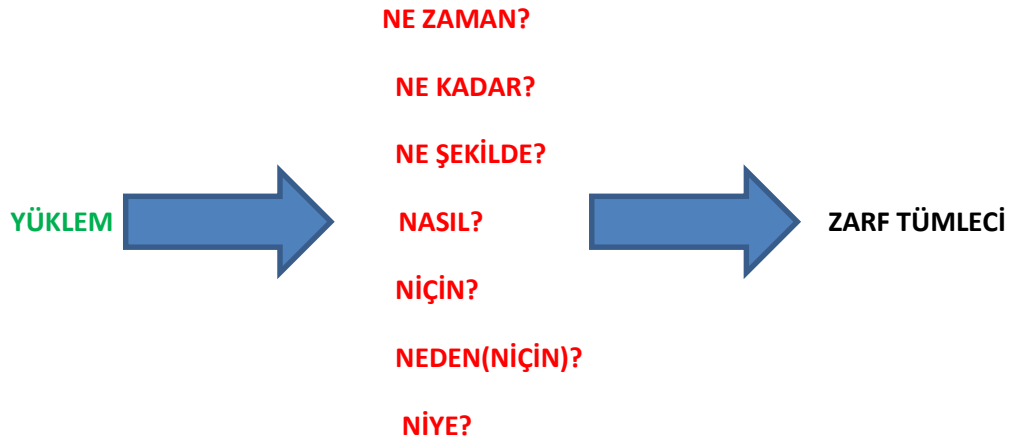 NE ZAMAN?
NE KADAR?
NE ŞEKİLDE?
YÜKLEM
NASIL?
ZARF TÜMLECİ
NİÇİN?
NEDEN(NİÇİN)?
NİYE?